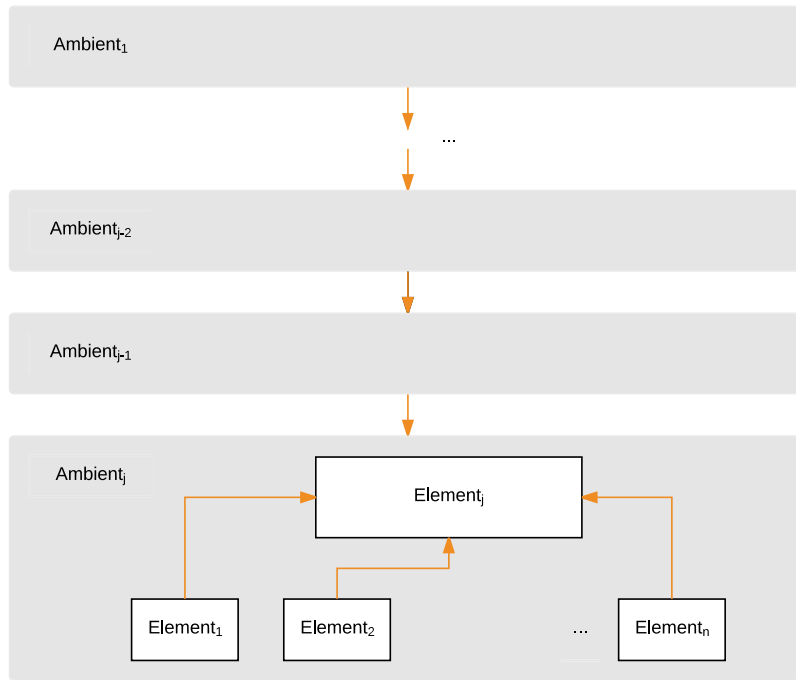 Ambient₁
...
Ambientⱼ₋₂
Ambientⱼ₋₁
Ambientⱼ
Elementⱼ
Element₁
Element₂
...
Elementₙ